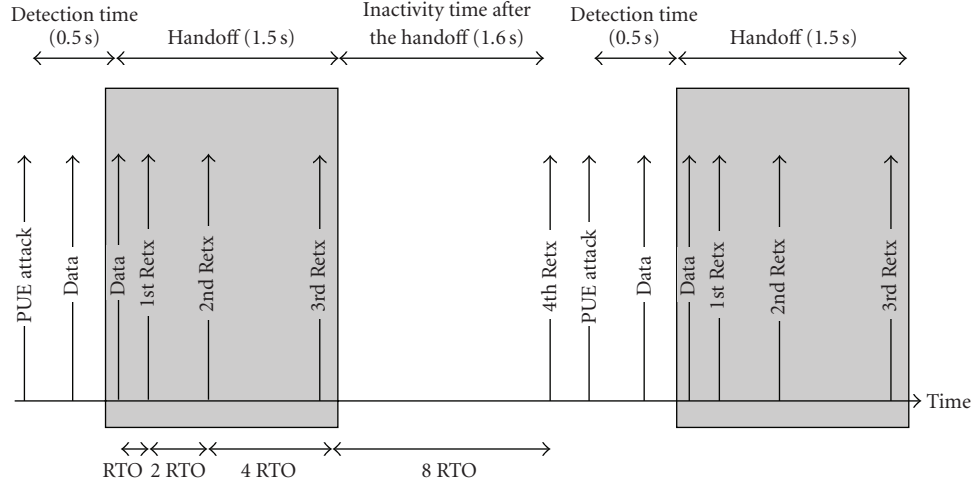 Detection time
(0.5 s)
Handoff (1.5 s)
Inactivity time after
the handoff (1.6 s)
Detection time
(0.5 s)
Handoff (1.5 s)
PUE attack
Data
Data
1st Retx
2nd Retx
3rd Retx
4th Retx
PUE attack
Data
Data
1st Retx
2nd Retx
3rd Retx
Time
RTO
2 RTO
4 RTO
8 RTO